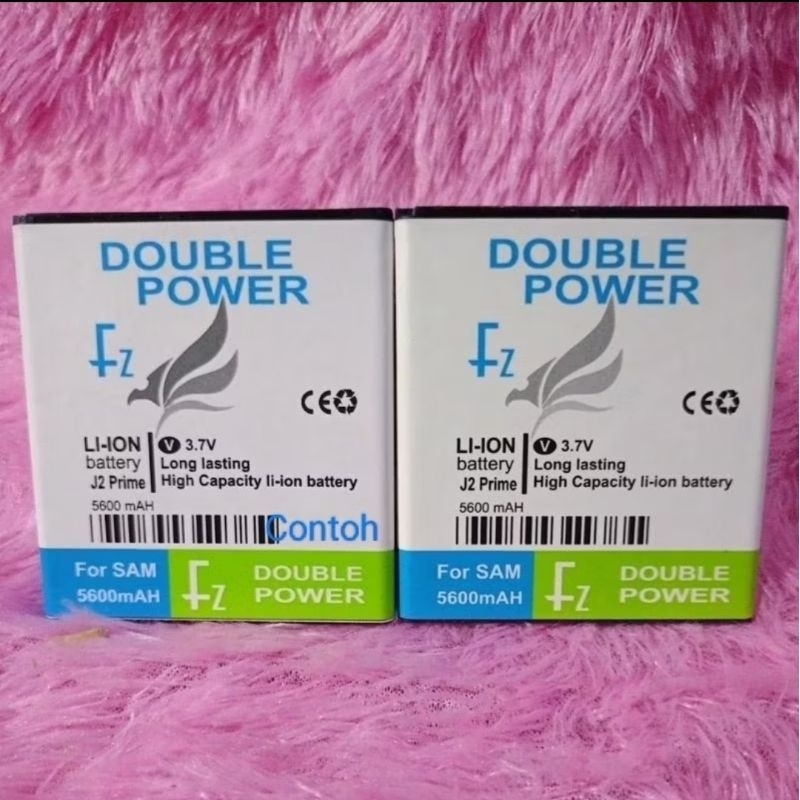 DOUBLE
POWER
Fz
CE
LI-ION
battery
J2 Prime
V 3.7V
Long lasting
High Capacity li-ion battery
5600 mAH
Contoh
For SAM
5600mAH
Fz
DOUBLE
POWER
DOUBLE
POWER
Fz
CE
LI-ION
battery
J2 Prime
V 3.7V
Long lasting
High Capacity li-ion battery
5600 mAH
For SAM
5600mAH
Fz
DOUBLE
POWER